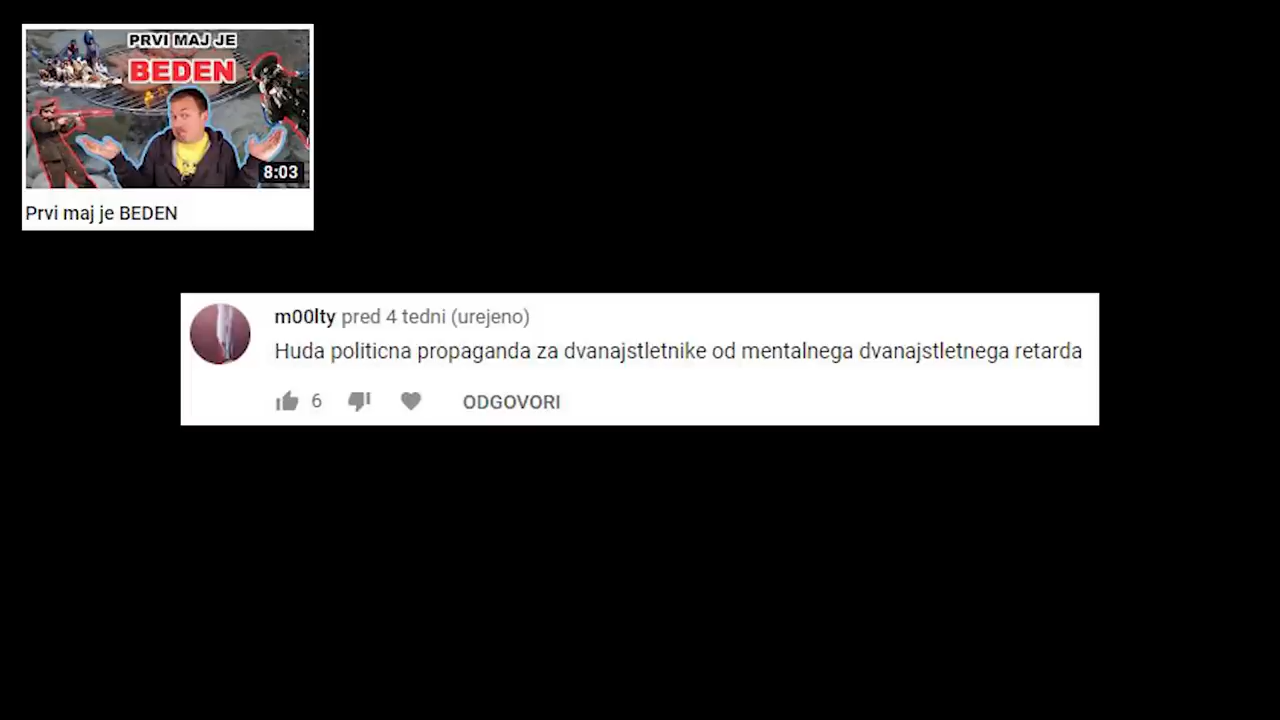 PRVI MAJ JE
BEDEN
8:03
Prvi maj je BEDEN
m00lty pred 4 tedni (urejeno)
Huda politicna propaganda za dvanajstletnike od mentalnega dvanajstletnega retarda
6 ODGOVORI